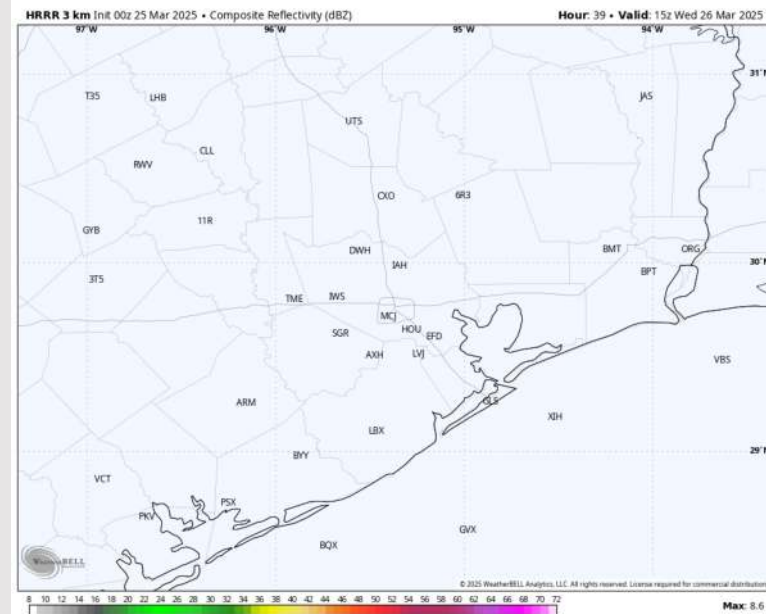 HRRR 3 km Init 00z 25 Mar 2025 • Composite Reflectivity (dBZ) Hour: 39 • Valid: 15z Wed 26 Mar 2025
97°W 96°W 95°W 94°W
31°N
T35 LHB JAS
UTS
CLL
RWV
CXO 6R3
11R
GYB
DWH BMT ORG
30°N
IAH
BPT
3T5
TME IWS
MCJ
HOU
SGR EFD
AXH LVJ
VBS
ARM GLS
XIH
LBX
29°N
BYY
VCT
PSX
PKV
GVX
BQX
WeatherBELL
© 2025 WeatherBELL Analytics, LLC. All rights reserved. License required for commercial distribution
8 10 12 14 16 18 20 22 24 26 28 30 32 34 36 38 40 42 44 46 48 50 52 54 56 58 60 62 64 66 68 70 72
Max: 8.6